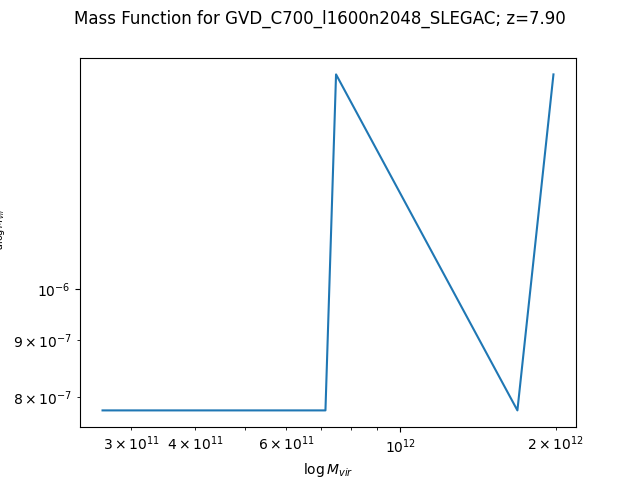 Mass Function for GVD_C700_l1600n2048_SLEGAC; z=7.90
10⁻⁶
9 × 10⁻⁷
8 × 10⁻⁷
3 × 10¹¹ 4 × 10¹¹ 6 × 10¹¹ 10¹² 2 × 10¹²
log M_vir